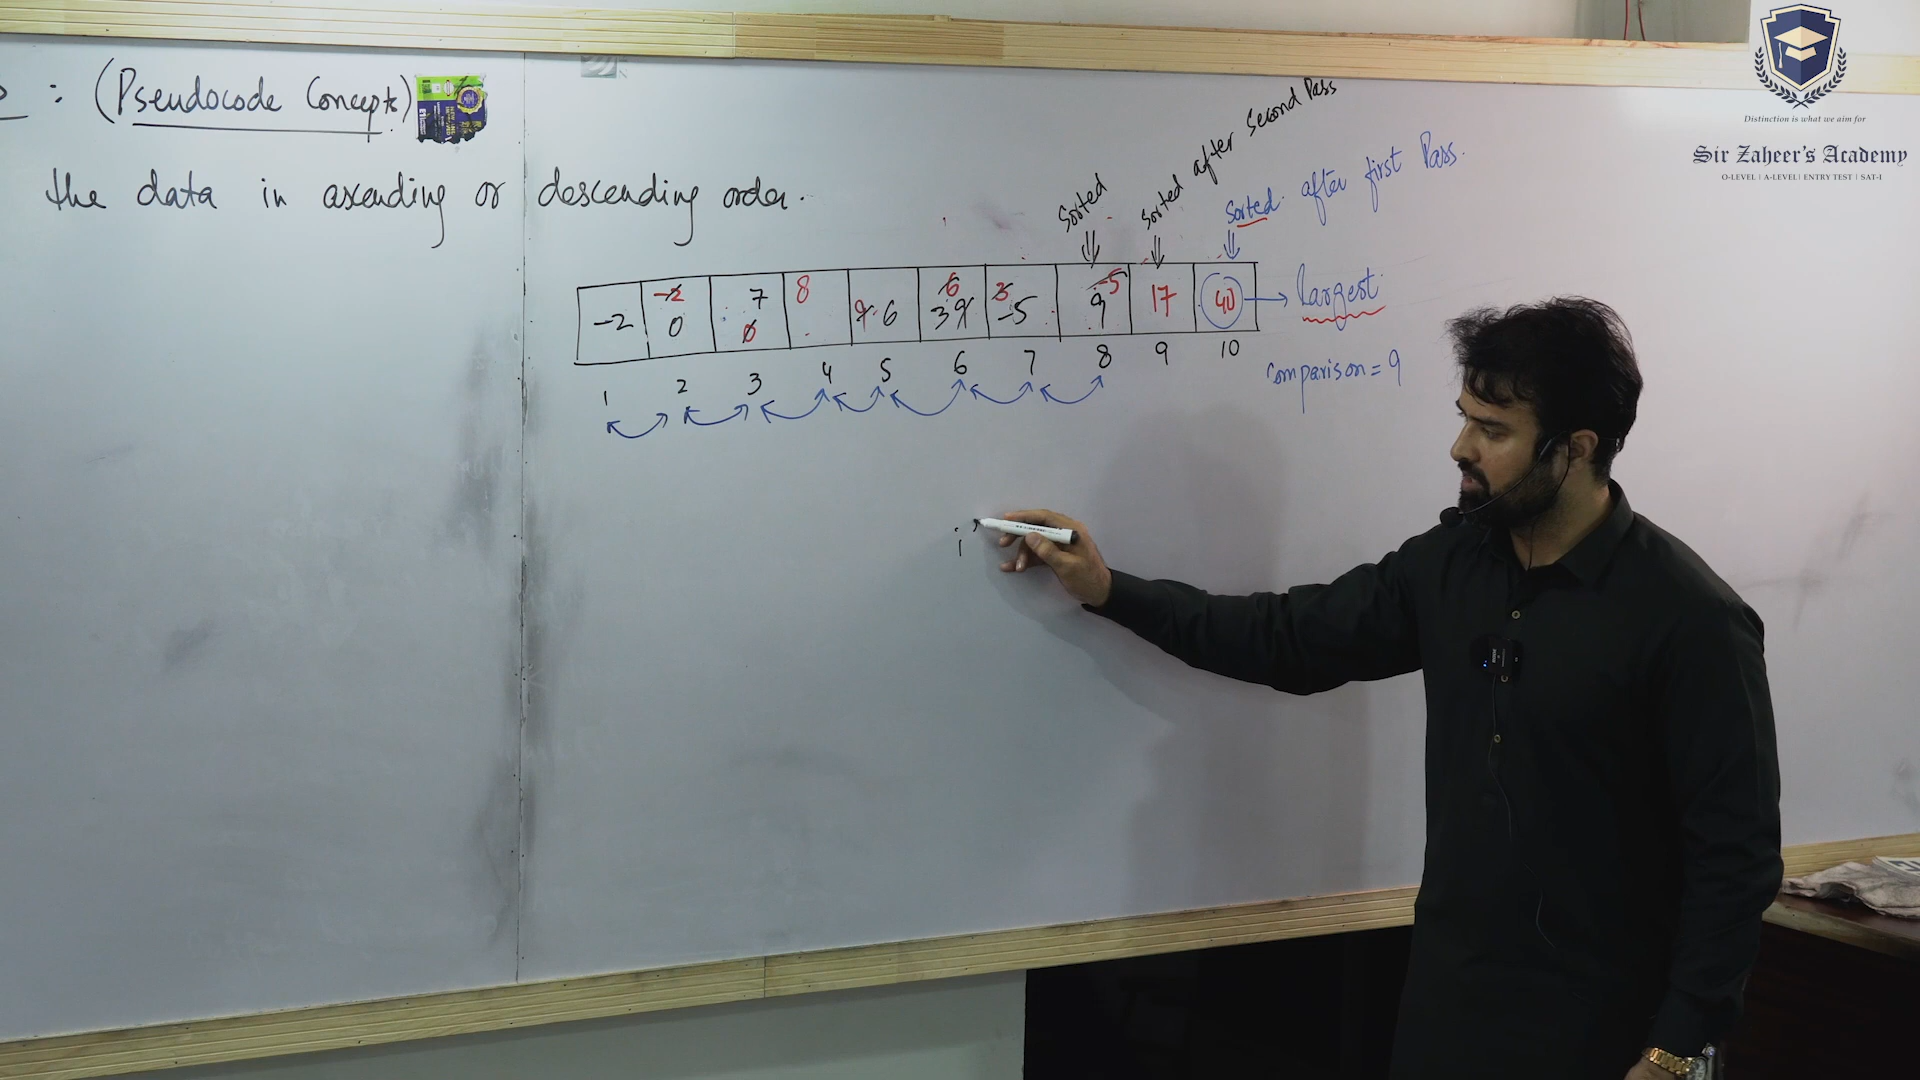 : (Pseudocode Concepts)
the data in ascending or descending order.
Sorted
Sorted after Second Pass
Sorted after first Pass.
-2 -2 0 7 0 8 9 6 6 39 3 -5 -5 9 17 40 largest
1 2 3 4 5 6 7 8 9 10
comparison = 9
i
Distinction is what we aim for
Sir Zaheer's Academy
O-LEVEL | A-LEVEL | ENTRY TEST | SAT-I